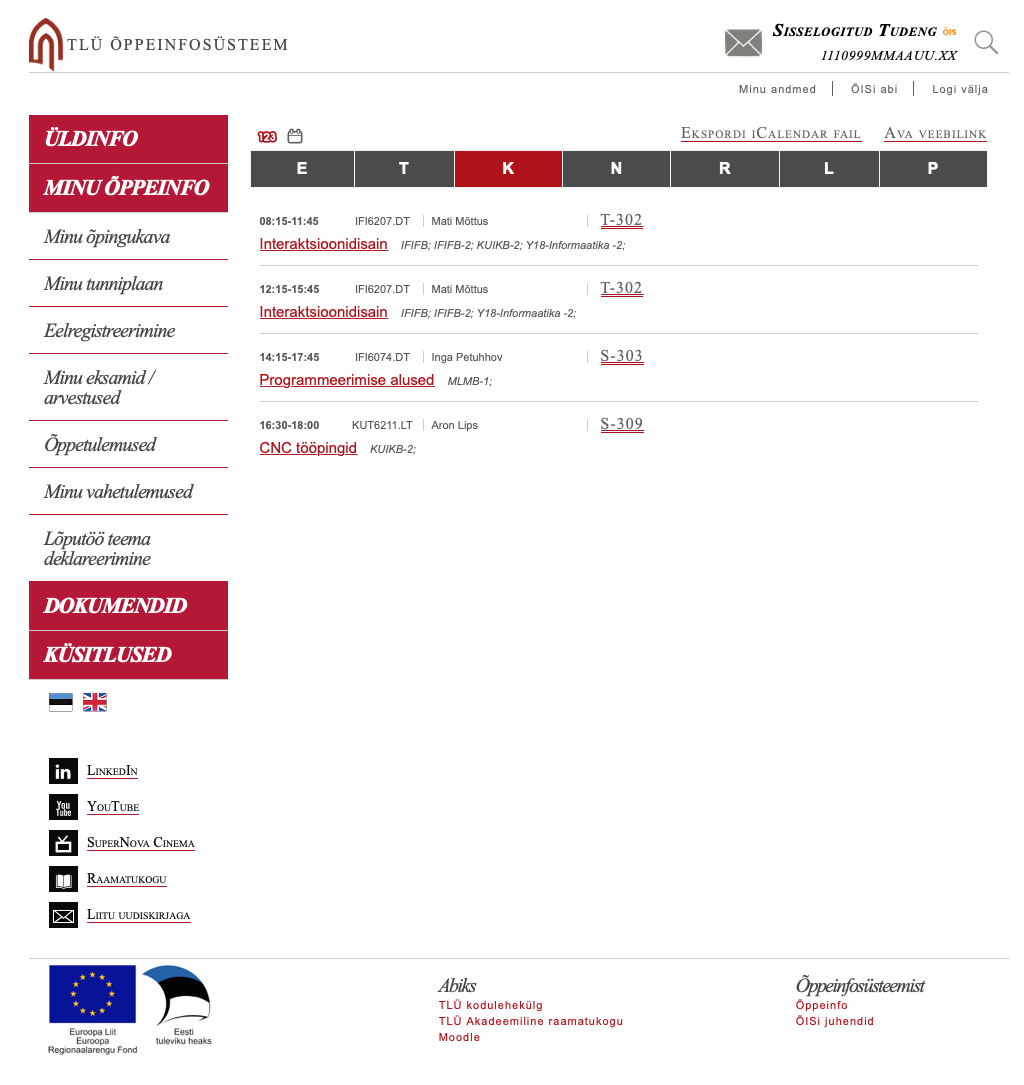 TLÜ ÕPPEINFOSÜSTEEM
Sisselogitud Tudeng ÕIS
1110999MMAAUU.XX
Minu andmed
ÕISi abi
Logi välja
ÜLDINFO
MINU ÕPPEINFO
Minu õpingukava
Minu tunniplaan
Eelregistreerimine
Minu eksamid /
arvestused
Õppetulemused
Minu vahetulemused
Lõputöö teema
deklareerimine
DOKUMENDID
KÜSITLUSED
LinkedIn
You Tube
YouTube
SuperNova Cinema
Raamatukogu
Liitu uudiskirjaga
123
Ekspordi iCalendar fail
Ava veebilink
E T K N R L P
08:15-11:45 IFI6207.DT Mati Mõttus T-302
Interaktsioonidisain IFIFB; IFIFB-2; KUIKB-2; Y18-Informaatika -2;
12:15-15:45 IFI6207.DT Mati Mõttus T-302
Interaktsioonidisain IFIFB; IFIFB-2; Y18-Informaatika -2;
14:15-17:45 IFI6074.DT Inga Petuhhov S-303
Programmeerimise alused MLMB-1;
16:30-18:00 KUT6211.LT Aron Lips S-309
CNC tööpingid KUIKB-2;
Euroopa Liit
Euroopa
Regionaalarengu Fond
Eesti
tuleviku heaks
Abiks
TLÜ kodulehekülg
TLÜ Akadeemiline raamatukogu
Moodle
Õppeinfosüsteemist
Õppeinfo
ÕISi juhendid